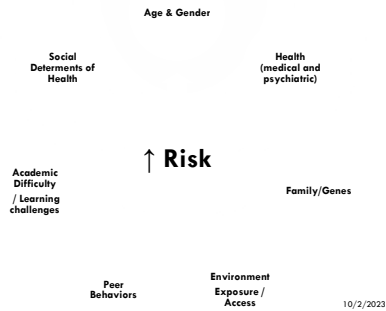 Age & Gender
Social
Determents of
Health
Health
(medical and
psychiatric)
↑ Risk
Academic
Difficulty
/ Learning
challenges
Family/Genes
Peer
Behaviors
Environment
Exposure /
Access
10/2/2023